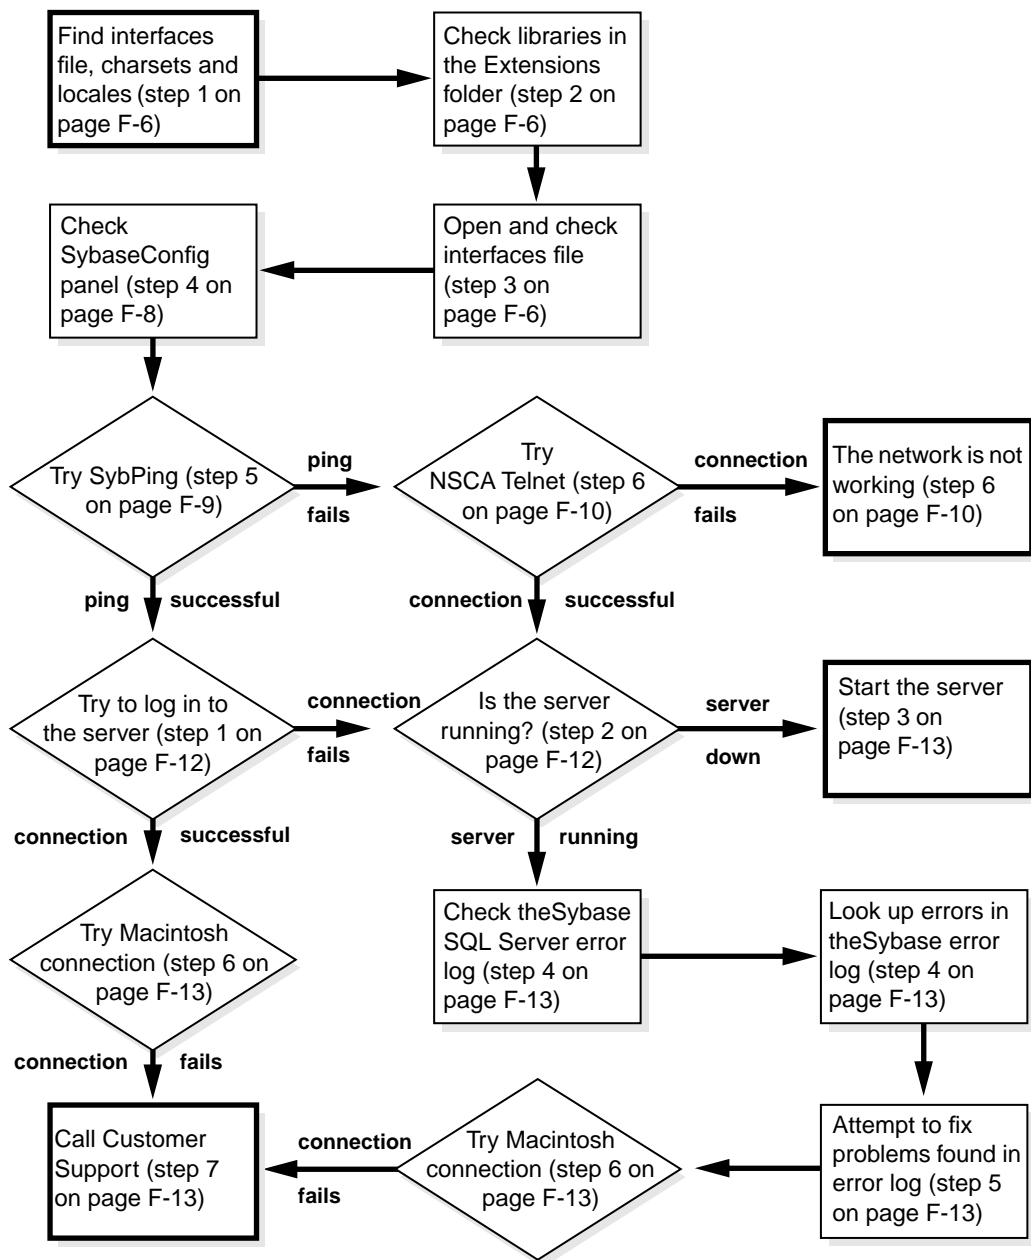 Find interfaces
file, charsets and
locales (step 1 on
page F-6)
Check libraries in
the Extensions
folder (step 2 on
page F-6)
Check
SybaseConfig
panel (step 4 on
page F-8)
Open and check
interfaces file
(step 3 on
page F-6)
Try SybPing (step 5
on page F-9)
ping
fails
Try
NSCA Telnet (step 6
on page F-10)
connection
fails
The network is not
working (step 6
on page F-10)
ping successful
connection successful
Try to log in to
the server (step 1 on
page F-12)
connection
fails
Is the server
running? (step 2 on
page F-12)
server
down
Start the server
(step 3 on
page F-13)
connection successful
server running
Try Macintosh
connection (step 6 on
page F-13)
Check theSybase
SQL Server error
log (step 4 on
page F-13)
Look up errors in
theSybase error
log (step 4 on
page F-13)
connection fails
Call Customer
Support (step 7
on page F-13)
connection
fails
Try Macintosh
connection (step 6 on
page F-13)
Attempt to fix
problems found in
error log (step 5
on page F-13)